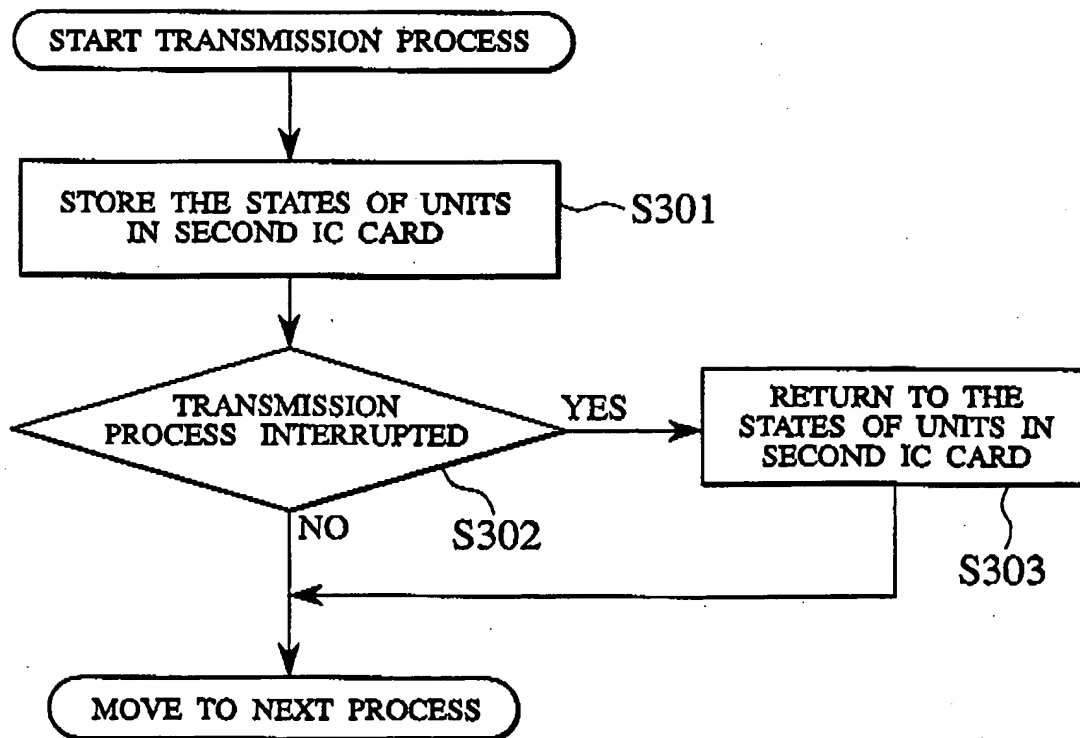 START TRANSMISSION PROCESS
STORE THE STATES OF UNITS
IN SECOND IC CARD
S301
TRANSMISSION
PROCESS INTERRUPTED
YES
RETURN TO THE
STATES OF UNITS IN
SECOND IC CARD
NO
S302
S303
MOVE TO NEXT PROCESS